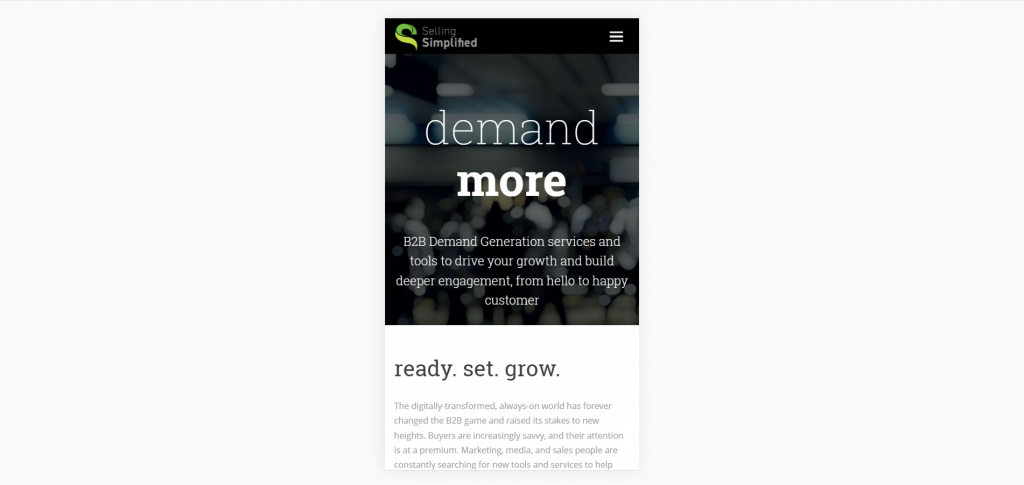 Selling
Simplified
demand
more
B2B Demand Generation services and
tools to drive your growth and build
deeper engagement, from hello to happy
customer
ready. set. grow.
The digitally-transformed, always-on world has forever
changed the B2B game and raised its stakes to new
heights. Buyers are increasingly savvy, and their attention
is at a premium. Marketing, media, and sales people are
constantly searching for new tools and services to help